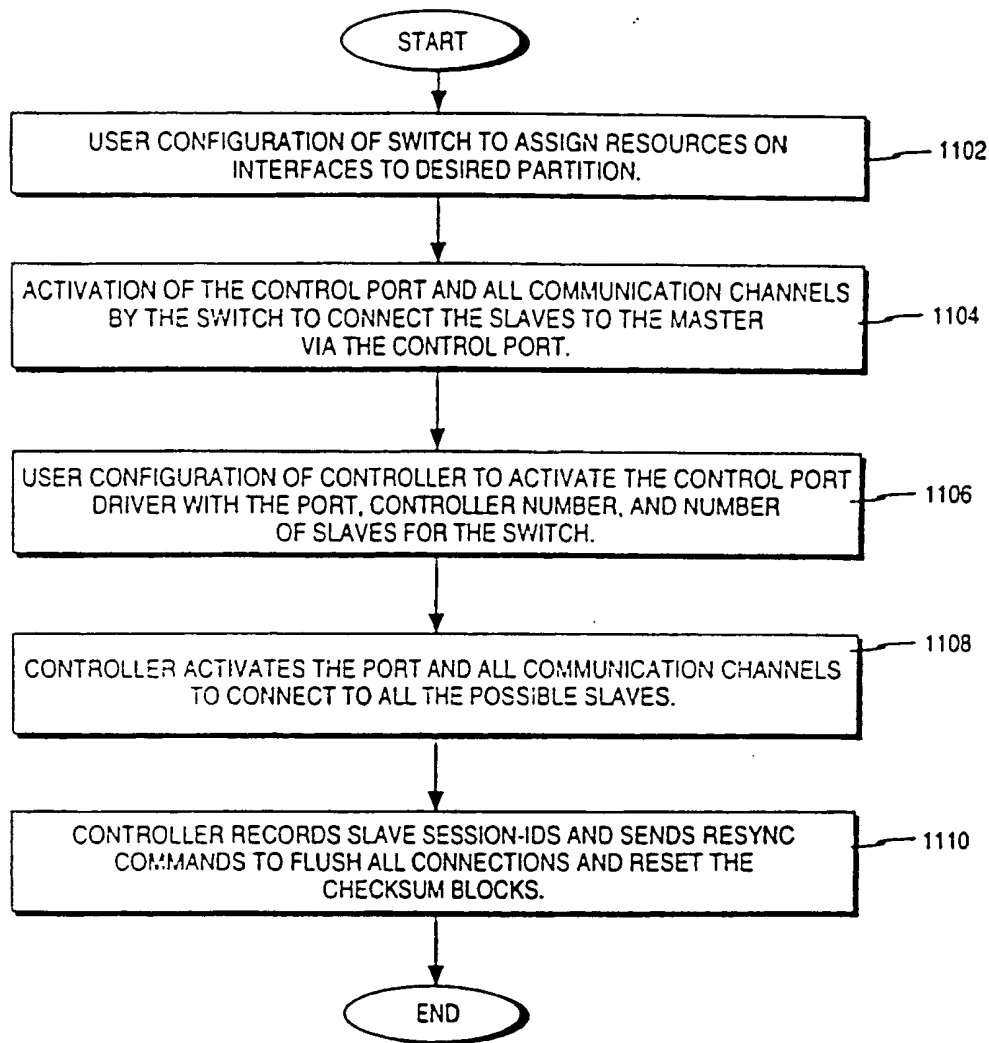 START
USER CONFIGURATION OF SWITCH TO ASSIGN RESOURCES ON
INTERFACES TO DESIRED PARTITION.
1102
ACTIVATION OF THE CONTROL PORT AND ALL COMMUNICATION CHANNELS
BY THE SWITCH TO CONNECT THE SLAVES TO THE MASTER
VIA THE CONTROL PORT.
1104
USER CONFIGURATION OF CONTROLLER TO ACTIVATE THE CONTROL PORT
DRIVER WITH THE PORT, CONTROLLER NUMBER, AND NUMBER
OF SLAVES FOR THE SWITCH.
1106
CONTROLLER ACTIVATES THE PORT AND ALL COMMUNICATION CHANNELS
TO CONNECT TO ALL THE POSSIBLE SLAVES.
1108
CONTROLLER RECORDS SLAVE SESSION-IDS AND SENDS RESYNC
COMMANDS TO FLUSH ALL CONNECTIONS AND RESET THE
CHECKSUM BLOCKS.
1110
END